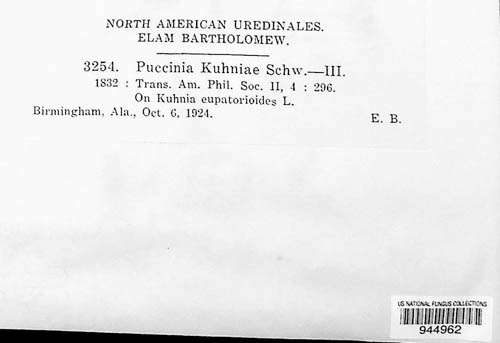 NORTH AMERICAN UREDINALES.
ELAM BARTHOLOMEW.
3254. Puccinia Kuhniae Schw.—III.
1832 : Trans. Am. Phil. Soc. II, 4 : 296.
On Kuhnia eupatorioides L.
Birmingham, Ala., Oct. 6, 1924. E. B.
US NATIONAL FUNGUS COLLECTIONS
944962